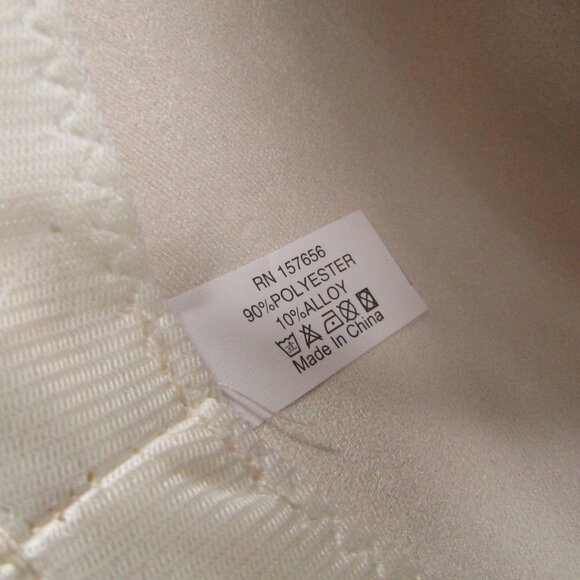 RN 157656
90%POLYESTER
10%ALLOY
Made In China